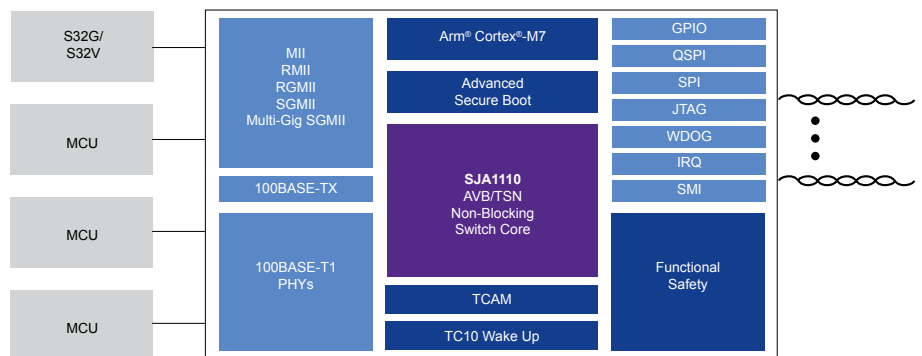 S32G/
S32V
MCU
MCU
MCU
MII
RMII
RGMII
SGMII
Multi-Gig SGMII
100BASE-TX
100BASE-T1
PHYs
Arm® Cortex®-M7
Advanced
Secure Boot
SJA1110
AVB/TSN
Non-Blocking
Switch Core
TCAM
TC10 Wake Up
GPIO
QSPI
SPI
JTAG
WDOG
IRQ
SMI
Functional
Safety